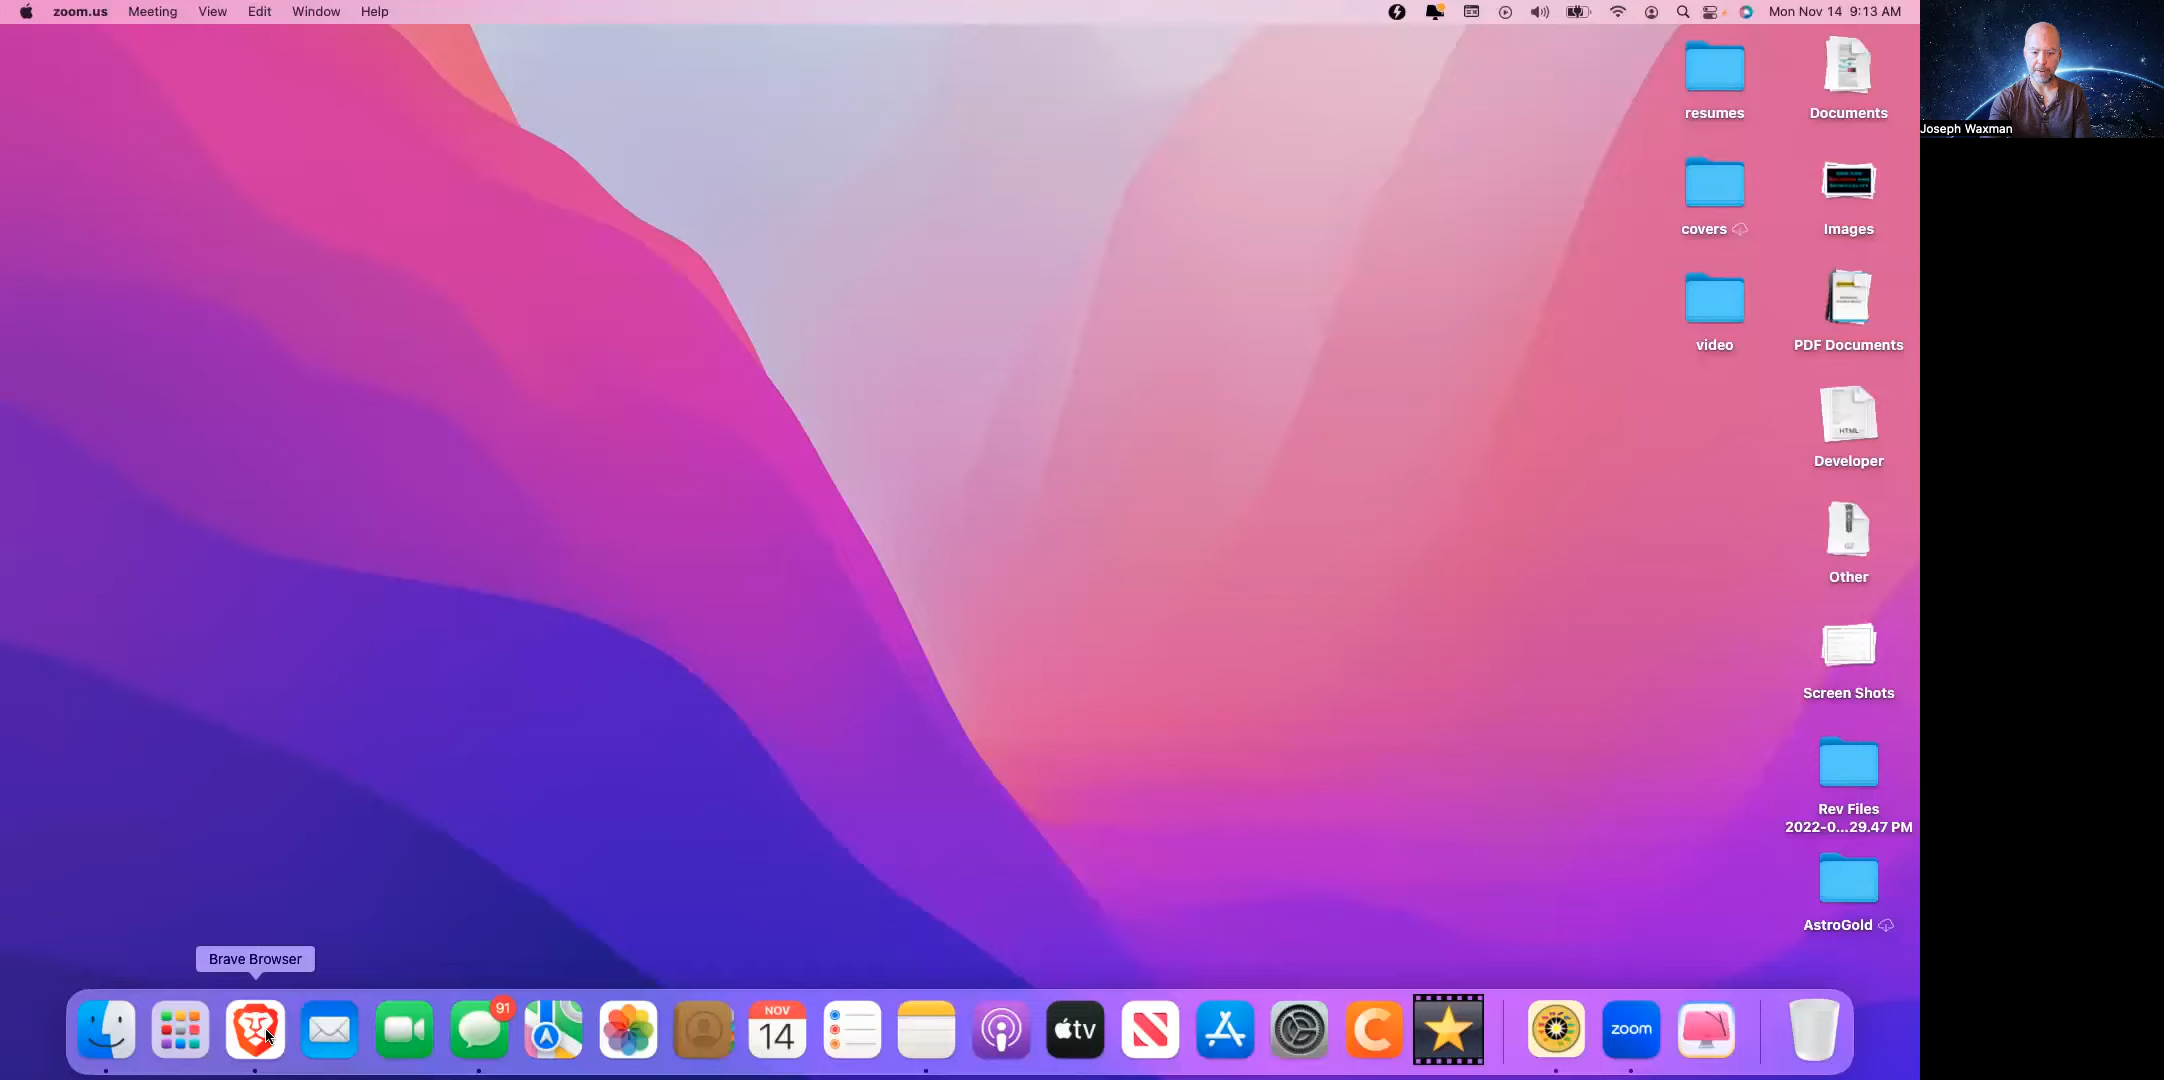 zoom.us Meeting View Edit Window Help
Mon Nov 14 9:13 AM
Joseph Waxman
resumes
Documents
covers
Images
video
PDF Documents
HTML
Developer
Other
Screen Shots
Rev Files
2022-0...29.47 PM
AstroGold
Brave Browser
91
NOV
14
tv
zoom